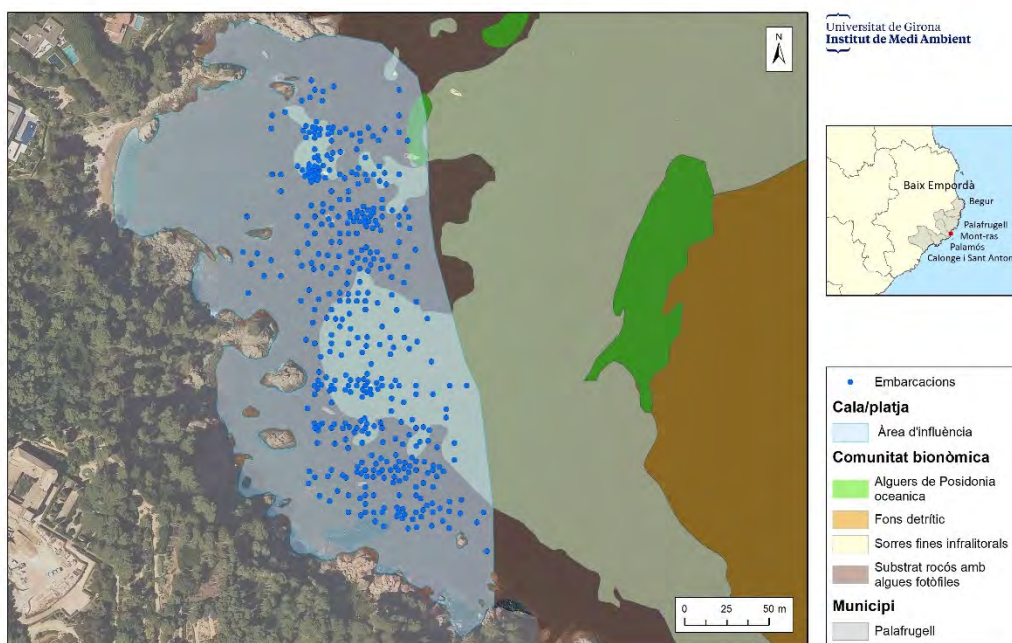 N
0 25 50 m
Universitat de Girona
Institut de Medi Ambient
Baix Empordà
Begur
Palafrugell
Mont-ras
Palamós
Calonge i Sant Anton
Embarcacions
Cala/platja
Àrea d'influència
Comunitat bionòmica
Alguers de Posidonia
oceanica
Fons detrític
Sorres fines infralitorals
Substrat rocós amb
algues fotòfiles
Municipi
Palafrugell